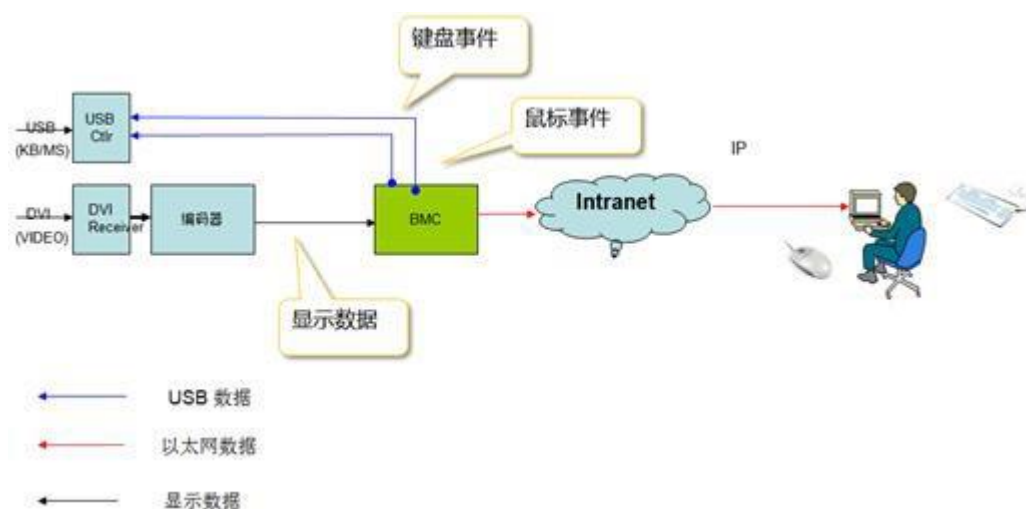 键盘事件
鼠标事件
USB
(KB/MS)
USB
Ctlr
IP
DVI
(VIDEO)
DVI
Receiver
编码器
BMC
Intranet
显示数据
USB 数据
以太网数据
显示数据